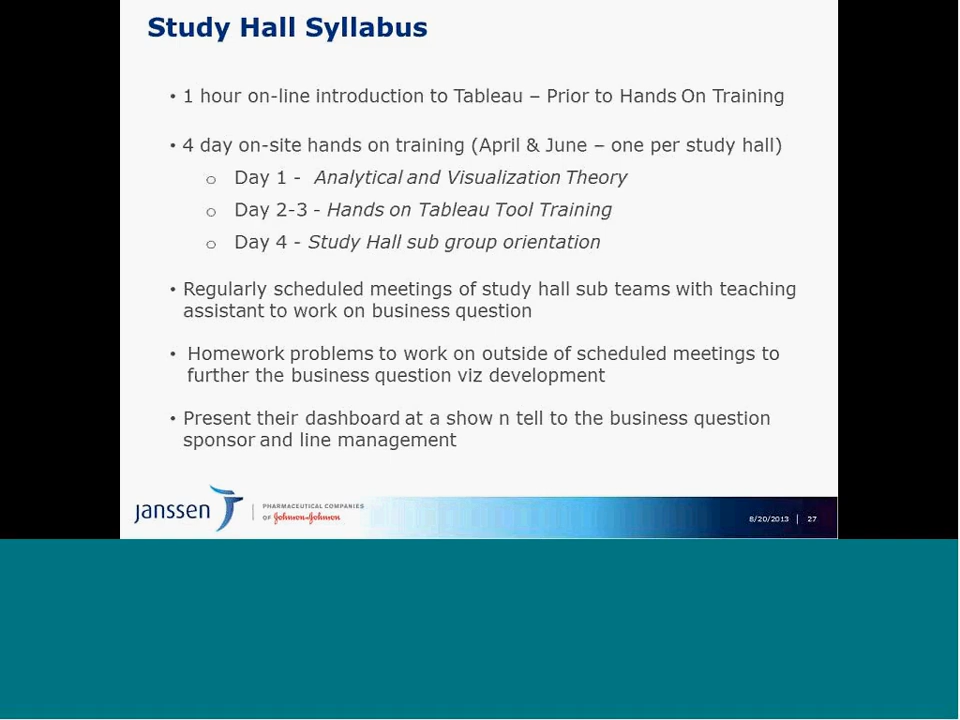 Study Hall Syllabus
• 1 hour on-line introduction to Tableau – Prior to Hands On Training
• 4 day on-site hands on training (April & June – one per study hall)
o Day 1 - Analytical and Visualization Theory
o Day 2-3 - Hands on Tableau Tool Training
o Day 4 - Study Hall sub group orientation
• Regularly scheduled meetings of study hall sub teams with teaching
assistant to work on business question
• Homework problems to work on outside of scheduled meetings to
further the business question viz development
• Present their dashboard at a show n tell to the business question
sponsor and line management
janssen | PHARMACEUTICAL COMPANIES
OF Johnson & Johnson
8/20/2013 | 27